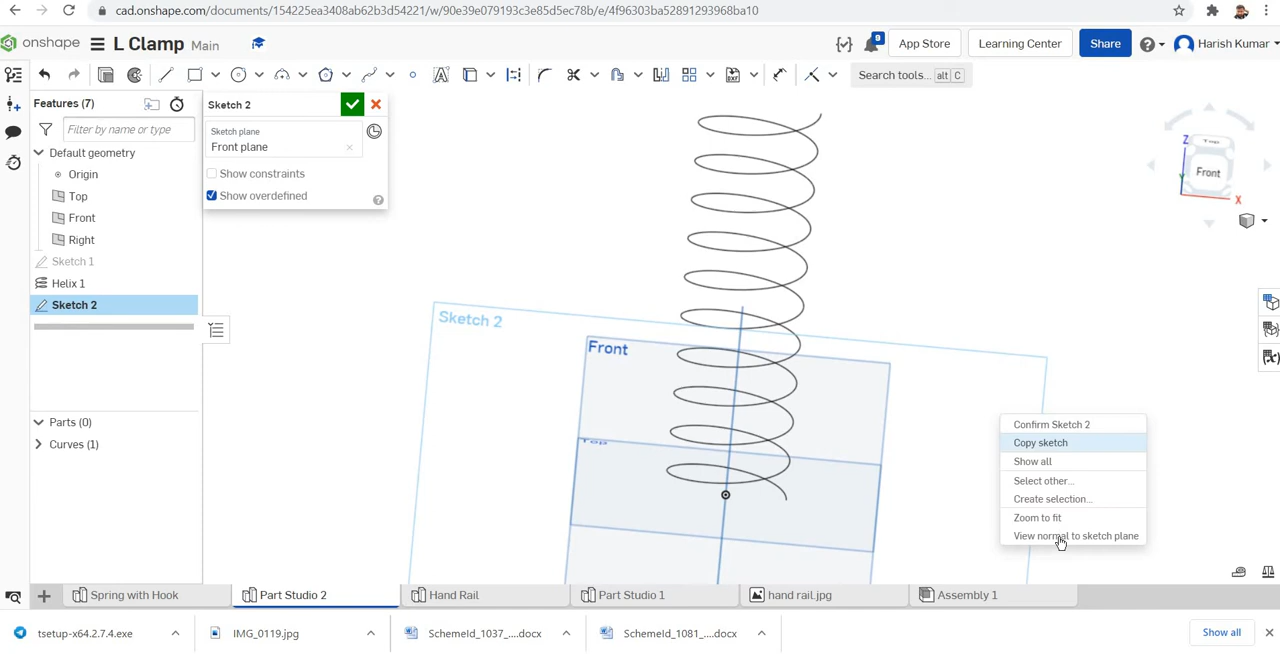 cad.onshape.com/documents/154225ea3408ab62b3d54221/w/90e39e079193c3e85d5ec78b/e/4f96303ba52891293968ba10
onshape L Clamp Main 9 App Store Learning Center Share Harish Kumar
Search tools... alt C
Features (7)
Filter by name or type
Default geometry
Origin
Top
Front
Right
Sketch 1
Helix 1
Sketch 2
Parts (0)
Curves (1)
Sketch 2
Sketch plane
Front plane
Show constraints
Show overdefined
Sketch 2
Front
Top
Z
Top
Front
Y
X
Confirm Sketch 2
Copy sketch
Show all
Select other...
Create selection...
Zoom to fit
View normal to sketch plane
Spring with Hook Part Studio 2 Hand Rail Part Studio 1 hand rail.jpg Assembly 1
tsetup-x64.2.7.4.exe IMG_0119.jpg SchemeId_1037_....docx SchemeId_1081_....docx Show all